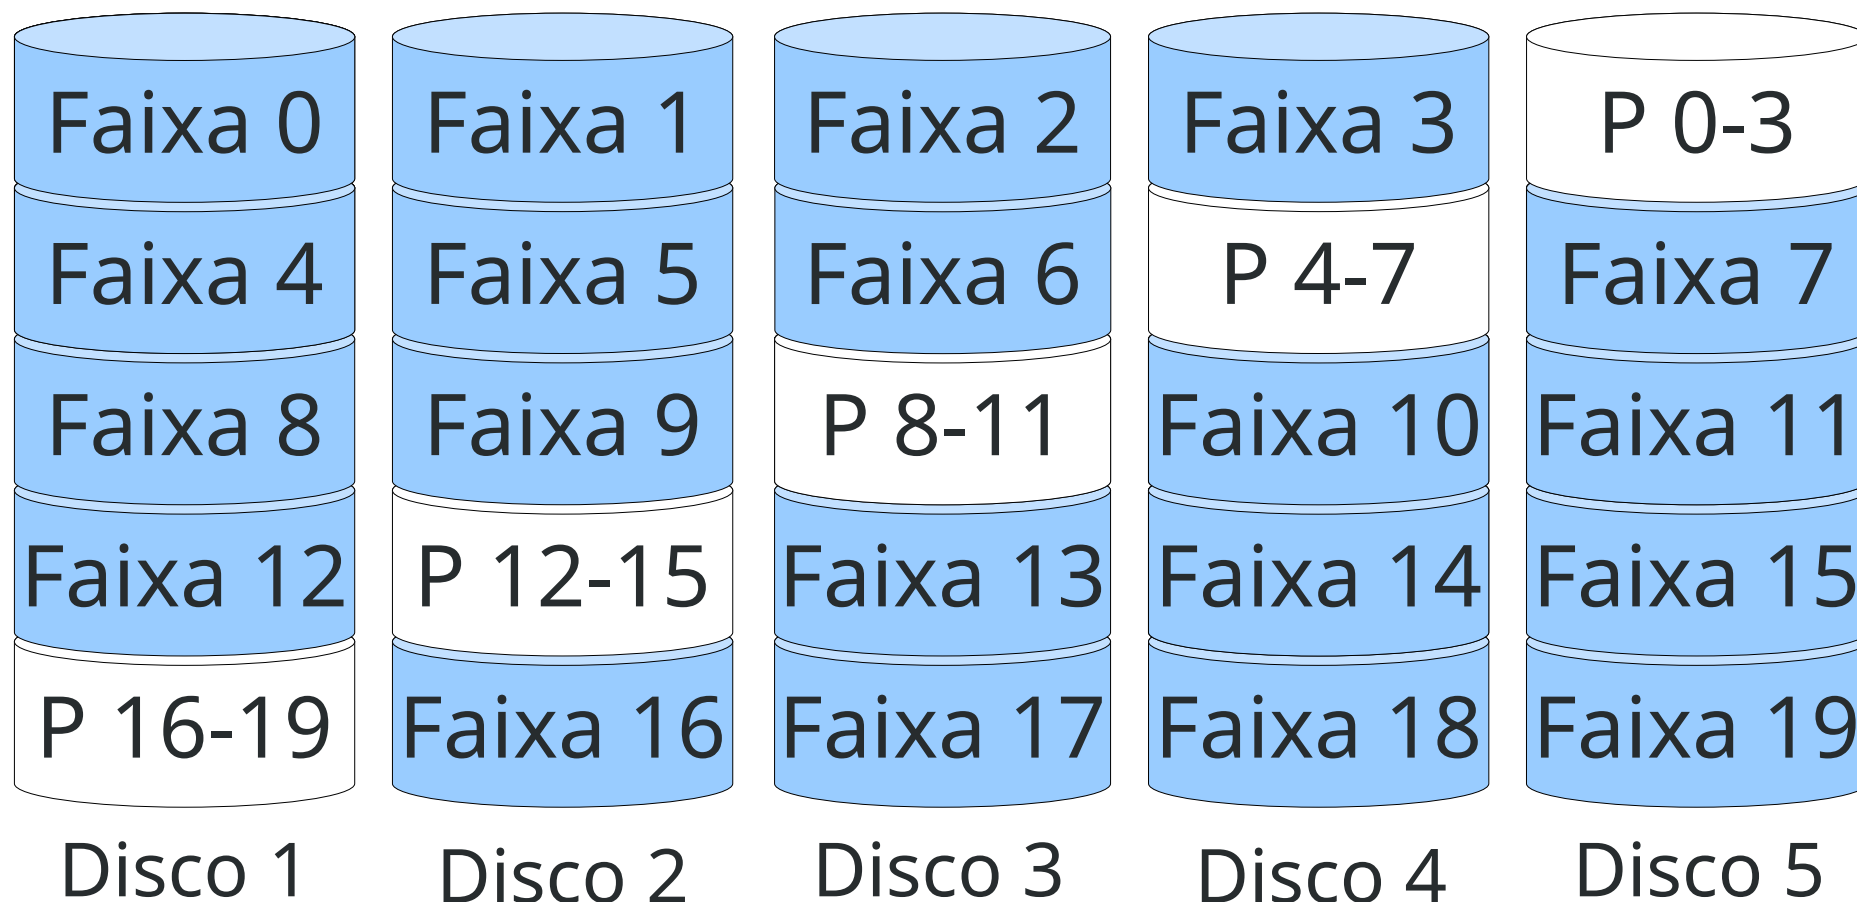 Faixa 0 Faixa 1 Faixa 2 Faixa 3 P 0-3
Faixa 4 Faixa 5 Faixa 6 P 4-7 Faixa 7
Faixa 8 Faixa 9 P 8-11 Faixa 10 Faixa 11
Faixa 12 P 12-15 Faixa 13 Faixa 14 Faixa 15
P 16-19 Faixa 16 Faixa 17 Faixa 18 Faixa 19
Disco 1 Disco 2 Disco 3 Disco 4 Disco 5